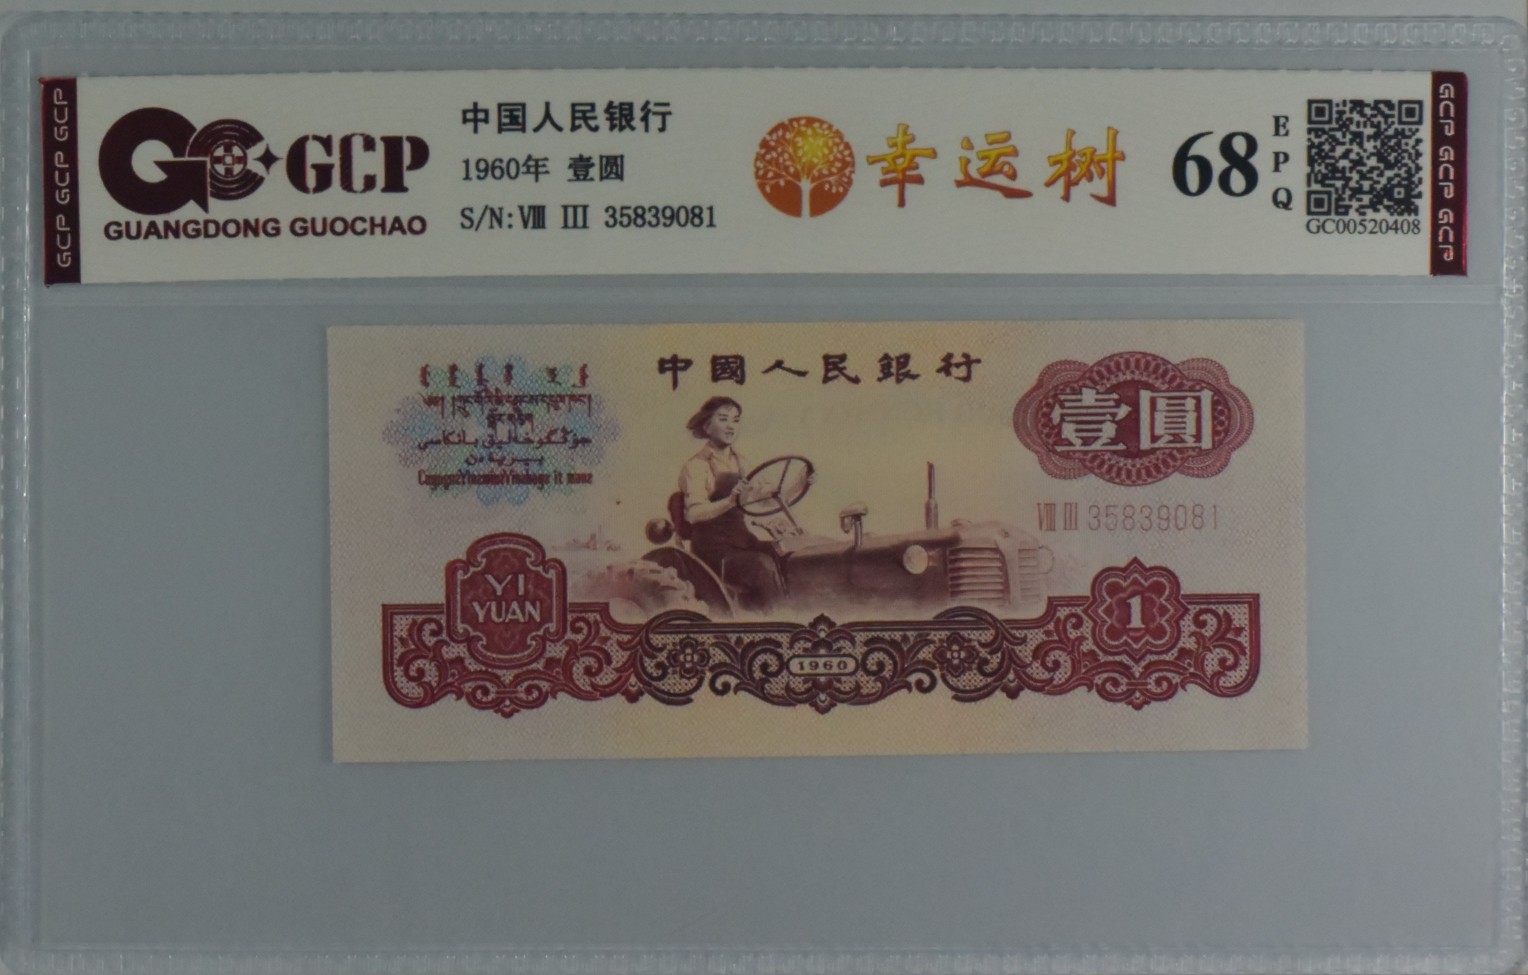 GCP GCP GCP
GCP
GUANGDONG GUOCHAO
中国人民银行
1960年 壹圆
S/N: Ⅷ Ⅲ 35839081
幸运树
68
EPQ
GC00520408
GCP GCP GCP
中國人民銀行
壹圓
Ⅷ Ⅲ 35839081
YI
YUAN
1960
1